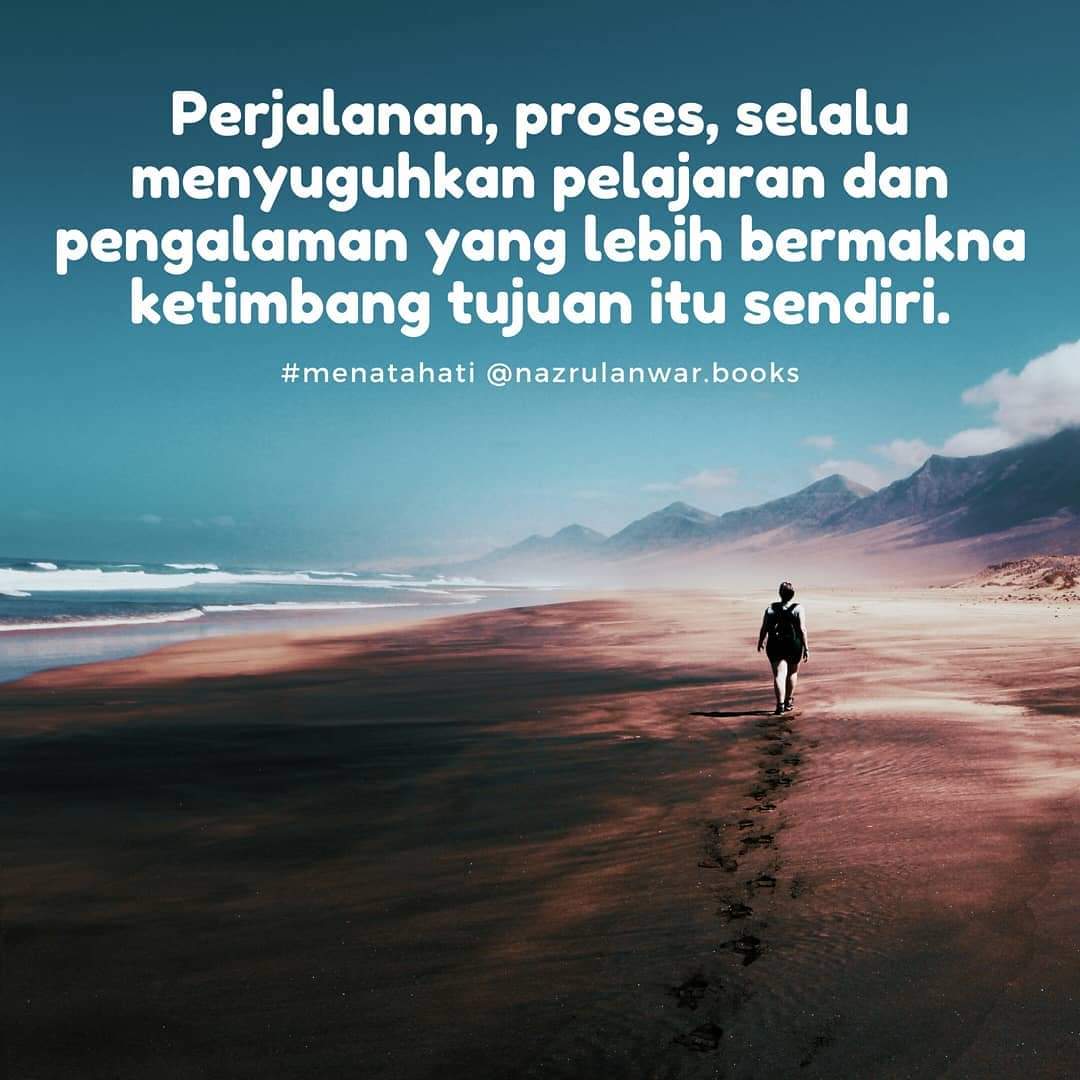 Perjalanan, proses, selalu
menyuguhkan pelajaran dan
pengalaman yang lebih bermakna
ketimbang tujuan itu sendiri.
#menatahati @nazrulanwar.books